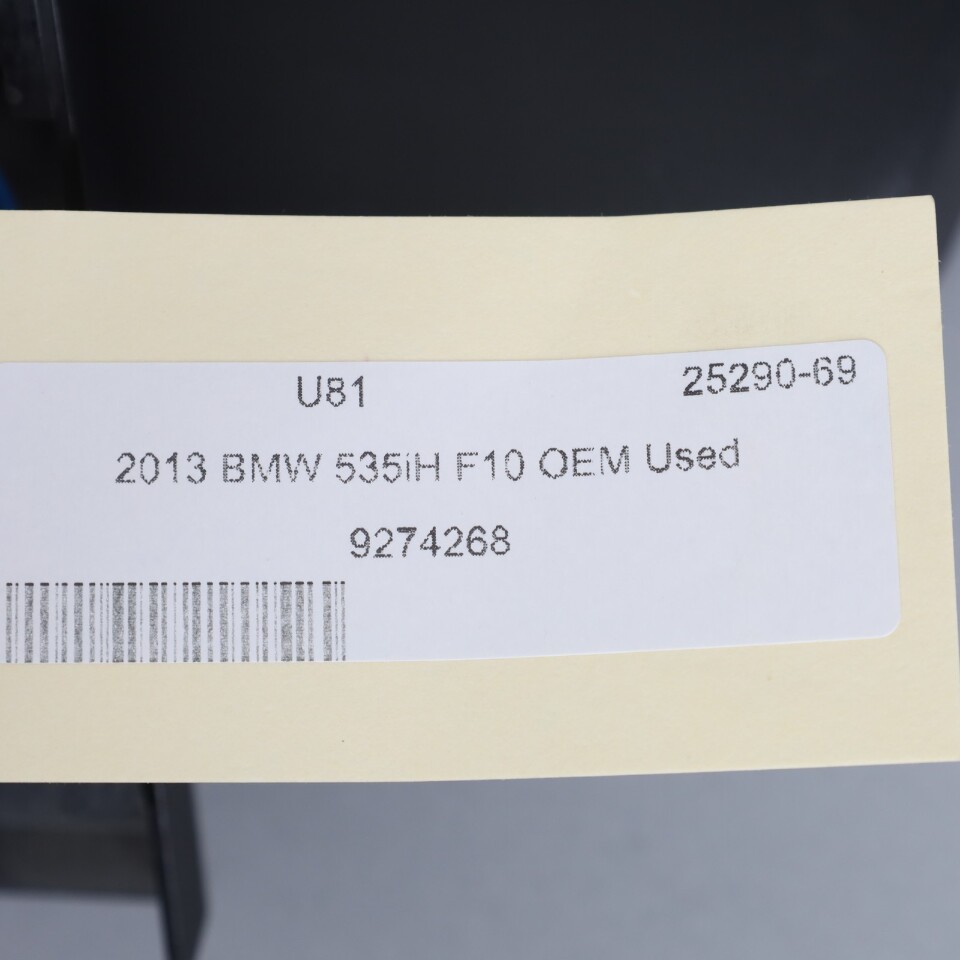 U81 25290-69
2013 BMW 535iH F10 OEM Used
9274268